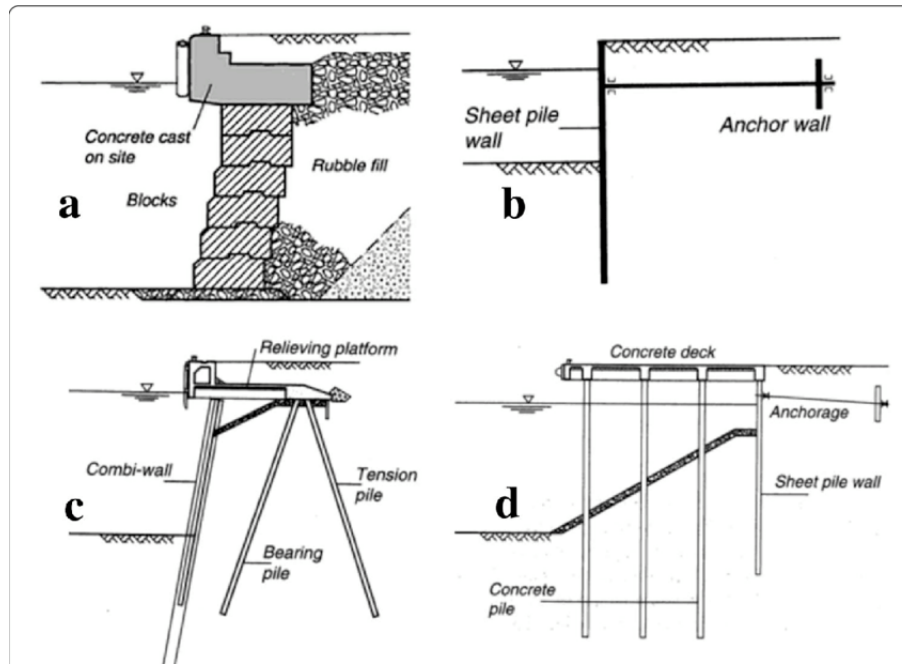 Concrete cast
on site
Rubble fill
Blocks
a
Sheet pile
wall
Anchor wall
b
Relieving platform
Combi-wall
Tension
pile
c
Bearing
pile
Concrete deck
Anchorage
Sheet pile wall
d
Concrete
pile